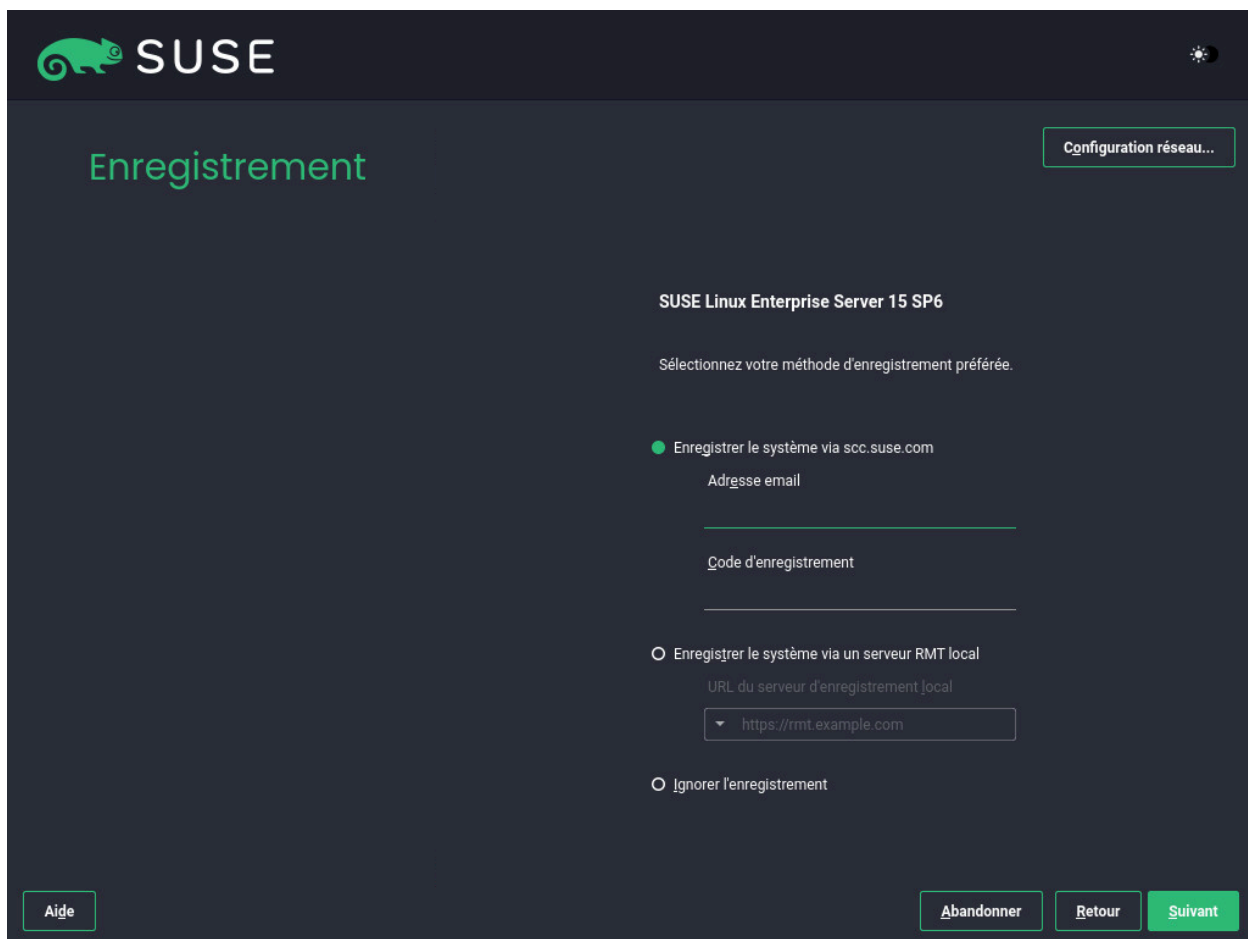 SUSE
Enregistrement
Configuration réseau...
SUSE Linux Enterprise Server 15 SP6
Sélectionnez votre méthode d'enregistrement préférée.
Enregistrer le système via scc.suse.com
Adresse email
Code d'enregistrement
Enregistrer le système via un serveur RMT local
URL du serveur d'enregistrement local
https://rmt.example.com
Ignorer l'enregistrement
Aide
Abandonner
Retour
Suivant